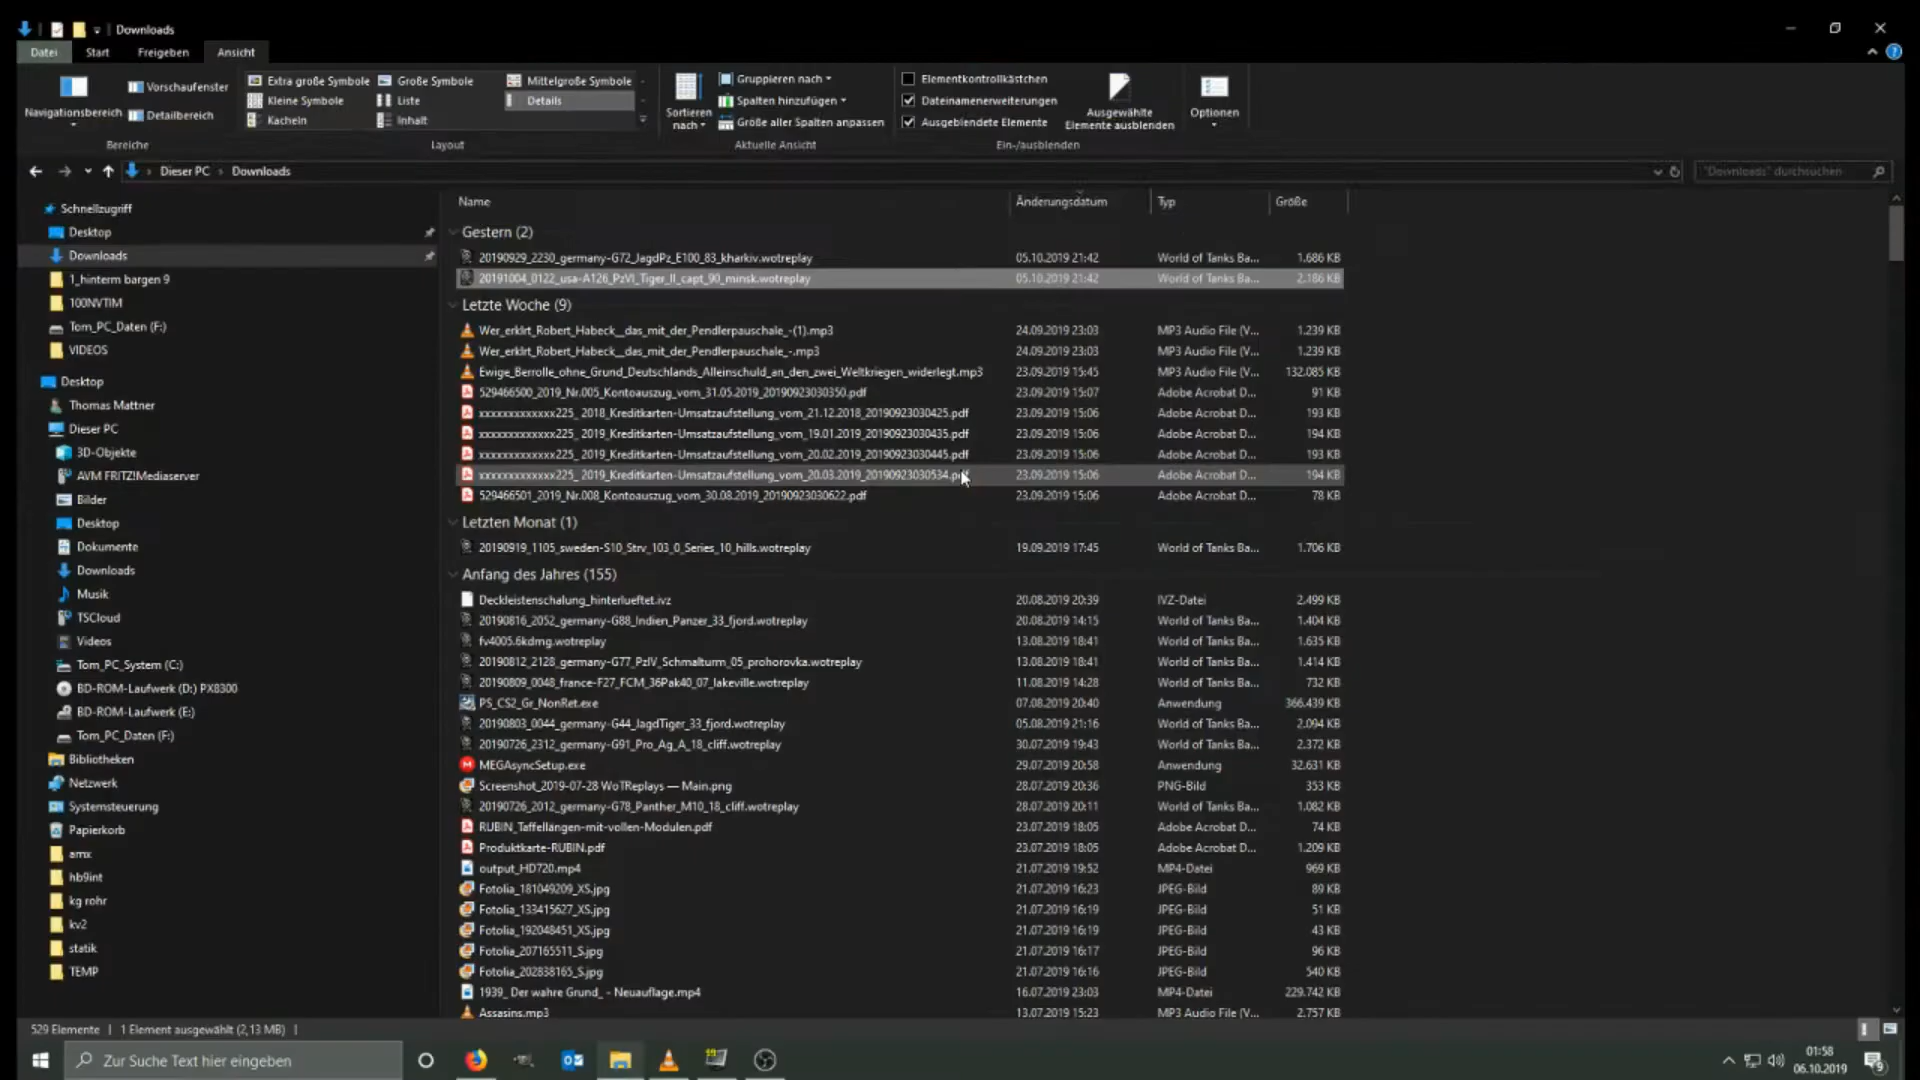 Downloads
Datei Start Freigeben Ansicht
Navigationsbereich
Vorschaufenster
Detailbereich
Bereiche
Extra große Symbole Große Symbole Mittelgroße Symbole
Kleine Symbole Liste Details
Kacheln Inhalt
Layout
Sortieren nach
Gruppieren nach
Spalten hinzufügen
Größe aller Spalten anpassen
Aktuelle Ansicht
Elementkontrollkästchen
Dateinamenerweiterungen
Ausgeblendete Elemente
Ausgewählte Elemente ausblenden
Ein-/ausblenden
Optionen
Dieser PC Downloads
"Downloads" durchsuchen
Schnellzugriff
Desktop
Downloads
1_hinterm bargen 9
100NVTIM
Tom_PC_Daten (F:)
VIDEOS
Desktop
Thomas Mattner
Dieser PC
3D-Objekte
AVM FRITZ!Mediaserver
Bilder
Desktop
Dokumente
Downloads
Musik
TSCloud
Videos
Tom_PC_System (C:)
BD-ROM-Laufwerk (D:) PX8300
BD-ROM-Laufwerk (E:)
Tom_PC_Daten (F:)
Bibliotheken
Netzwerk
Systemsteuerung
Papierkorb
amx
hb9int
kg rohr
kv2
statik
TEMP
Name Änderungsdatum Typ Größe
Gestern (2)
20190929_2230_germany-G72_JagdPz_E100_83_kharkiv.wotreplay 05.10.2019 21:42 World of Tanks Ba... 1.686 KB
20191004_0122_usa-A126_PzVI_Tiger_II_capt_90_minsk.wotreplay 05.10.2019 21:42 World of Tanks Ba... 2.186 KB
Letzte Woche (9)
Wer_erklrt_Robert_Habeck__das_mit_der_Pendlerpauschale_-(1).mp3 24.09.2019 23:03 MP3 Audio File (V... 1.239 KB
Wer_erklrt_Robert_Habeck__das_mit_der_Pendlerpauschale_-.mp3 24.09.2019 23:03 MP3 Audio File (V... 1.239 KB
Ewige_Berrolle_ohne_Grund_Deutschlands_Alleinschuld_an_den_zwei_Weltkriegen_widerlegt.mp3 23.09.2019 15:45 MP3 Audio File (V... 132.085 KB
529466500_2019_Nr.005_Kontoauszug_vom_31.05.2019_20190923030350.pdf 23.09.2019 15:07 Adobe Acrobat D... 91 KB
xxxxxxxxxxxxx225_ 2018_Kreditkarten-Umsatzaufstellung_vom_21.12.2018_20190923030425.pdf 23.09.2019 15:06 Adobe Acrobat D... 193 KB
xxxxxxxxxxxxx225_ 2019_Kreditkarten-Umsatzaufstellung_vom_19.01.2019_20190923030435.pdf 23.09.2019 15:06 Adobe Acrobat D... 194 KB
xxxxxxxxxxxxx225_ 2019_Kreditkarten-Umsatzaufstellung_vom_20.02.2019_20190923030445.pdf 23.09.2019 15:06 Adobe Acrobat D... 193 KB
xxxxxxxxxxxxx225_ 2019_Kreditkarten-Umsatzaufstellung_vom_20.03.2019_20190923030534.pdf 23.09.2019 15:06 Adobe Acrobat D... 194 KB
529466501_2019_Nr.008_Kontoauszug_vom_30.08.2019_20190923030622.pdf 23.09.2019 15:06 Adobe Acrobat D... 78 KB
Letzten Monat (1)
20190919_1105_sweden-S10_Strv_103_0_Series_10_hills.wotreplay 19.09.2019 17:45 World of Tanks Ba... 1.706 KB
Anfang des Jahres (155)
Deckleistenschalung_hinterlueftet.ivz 20.08.2019 20:39 IVZ-Datei 2.499 KB
20190816_2052_germany-G88_Indien_Panzer_33_fjord.wotreplay 20.08.2019 14:15 World of Tanks Ba... 1.404 KB
fv4005.6kdmg.wotreplay 13.08.2019 18:41 World of Tanks Ba... 1.635 KB
20190812_2128_germany-G77_PzIV_Schmalturm_05_prohorovka.wotreplay 13.08.2019 18:41 World of Tanks Ba... 1.414 KB
20190809_0048_france-F27_FCM_36Pak40_07_lakeville.wotreplay 11.08.2019 14:28 World of Tanks Ba... 732 KB
PS_CS2_Gr_NonRet.exe 07.08.2019 20:40 Anwendung 366.439 KB
20190803_0044_germany-G44_JagdTiger_33_fjord.wotreplay 05.08.2019 21:16 World of Tanks Ba... 2.094 KB
20190726_2312_germany-G91_Pro_Ag_A_18_cliff.wotreplay 30.07.2019 19:43 World of Tanks Ba... 2.372 KB
MEGAsyncSetup.exe 29.07.2019 20:58 Anwendung 32.631 KB
Screenshot_2019-07-28 WoTReplays — Main.png 28.07.2019 20:36 PNG-Bild 353 KB
20190726_2012_germany-G78_Panther_M10_18_cliff.wotreplay 28.07.2019 20:11 World of Tanks Ba... 1.082 KB
RUBIN_Taffellängen-mit-vollen-Modulen.pdf 23.07.2019 18:05 Adobe Acrobat D... 74 KB
Produktkarte-RUBIN.pdf 23.07.2019 18:05 Adobe Acrobat D... 1.209 KB
output_HD720.mp4 21.07.2019 19:52 MP4-Datei 969 KB
Fotolia_181049209_XS.jpg 21.07.2019 16:23 JPEG-Bild 89 KB
Fotolia_133415627_XS.jpg 21.07.2019 16:19 JPEG-Bild 51 KB
Fotolia_192048451_XS.jpg 21.07.2019 16:19 JPEG-Bild 43 KB
Fotolia_207165511_S.jpg 21.07.2019 16:17 JPEG-Bild 96 KB
Fotolia_202838165_S.jpg 21.07.2019 16:16 JPEG-Bild 540 KB
1939_ Der wahre Grund_ - Neuauflage.mp4 16.07.2019 23:03 MP4-Datei 229.742 KB
Assasins.mp3 13.07.2019 15:23 MP3 Audio File (V... 2.757 KB
529 Elemente 1 Element ausgewählt (2,13 MB)
Zur Suche Text hier eingeben
01:58
06.10.2019